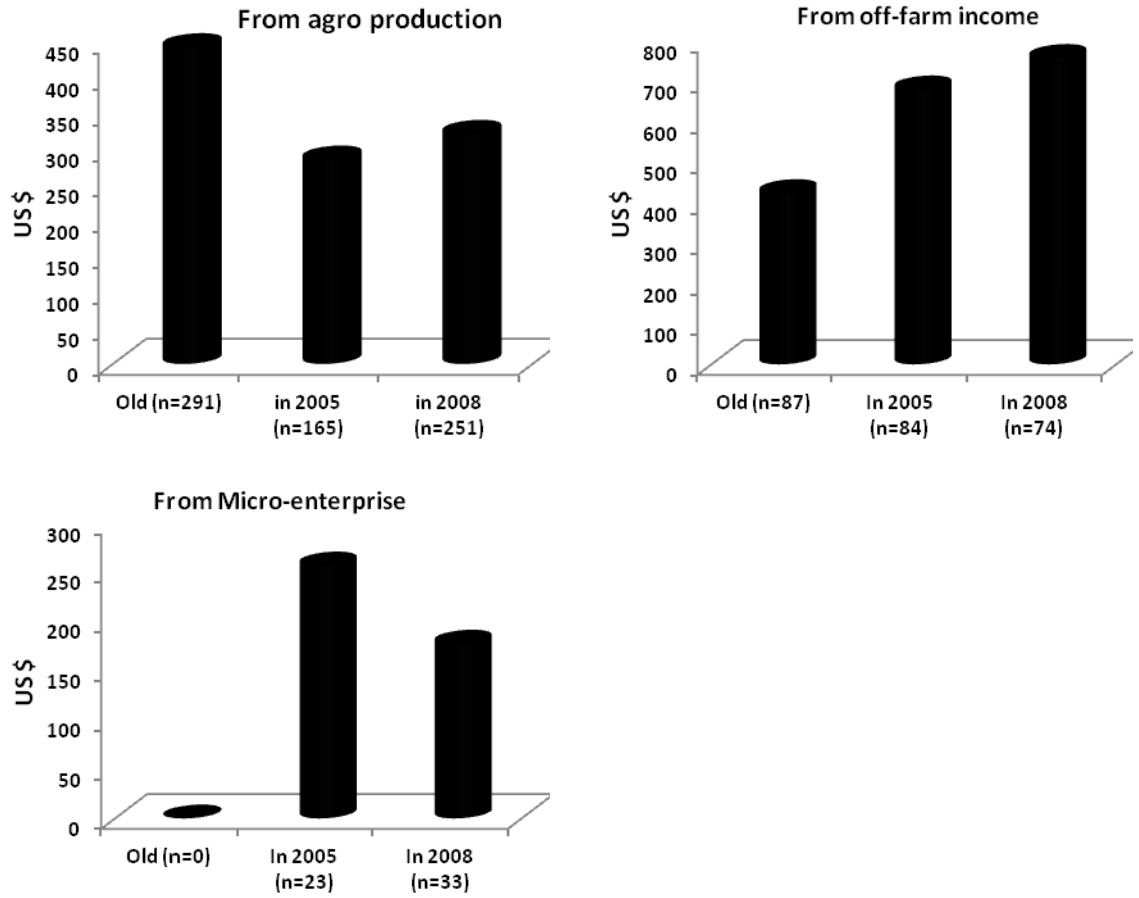 From agro production
450
400
350
300
250
200
150
100
50
0
US $
Old (n=291)
in 2005
(n=165)
in 2008
(n=251)
From off-farm income
800
700
600
500
400
300
200
100
0
US $
Old (n=87)
In 2005
(n=84)
In 2008
(n=74)
From Micro-enterprise
300
250
200
150
100
50
0
US $
Old (n=0)
In 2005
(n=23)
In 2008
(n=33)